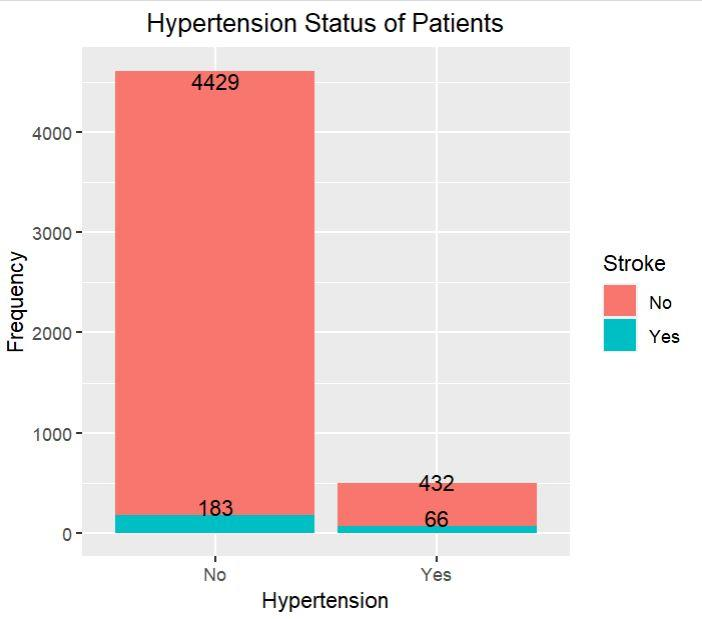 Hypertension Status of Patients
4429
4000
3000
Stroke
No
Yes
Frequency
2000
1000
432
183
66
0
No Yes
Hypertension